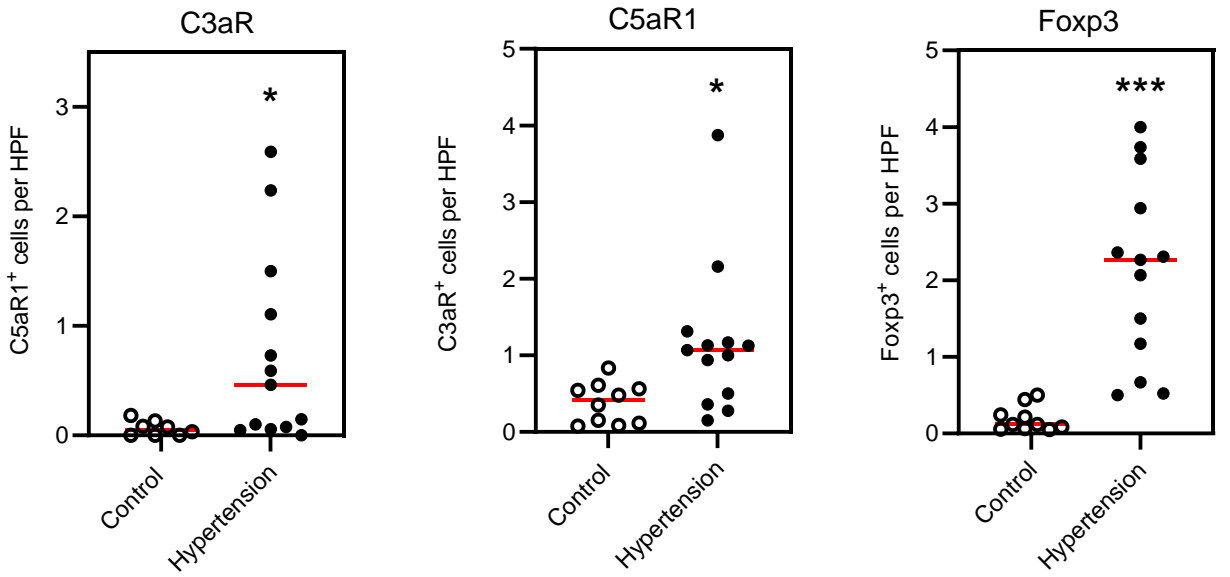 C3aR
C5aR1⁺ cells per HPF
3
2
1
0
*
Control
Hypertension
C5aR1
C3aR⁺ cells per HPF
5
4
3
2
1
0
*
Control
Hypertension
Foxp3
Foxp3⁺ cells per HPF
5
4
3
2
1
0
***
Control
Hypertension